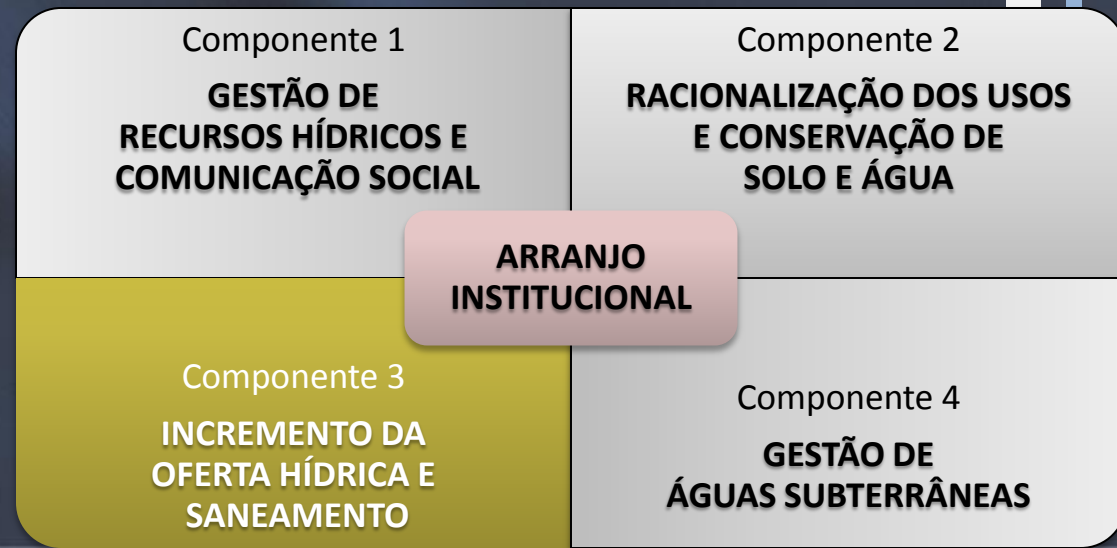 Componente 1
GESTÃO DE
RECURSOS HÍDRICOS E
COMUNICAÇÃO SOCIAL
Componente 2
RACIONALIZAÇÃO DOS USOS
E CONSERVAÇÃO DE
SOLO E ÁGUA
ARRANJO
INSTITUCIONAL
Componente 3
INCREMENTO DA
OFERTA HÍDRICA E
SANEAMENTO
Componente 4
GESTÃO DE
ÁGUAS SUBTERRÂNEAS